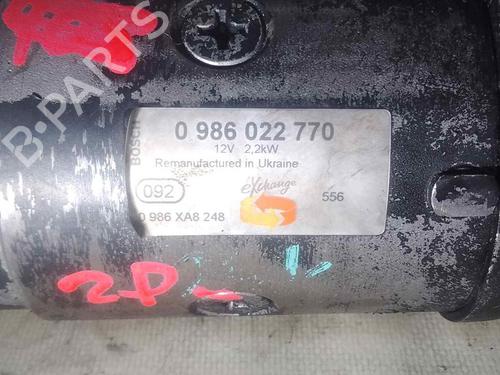 B-PARTS
BOSCH
0 986 022 770
12V 2,2kW
Remanufactured in Ukraine
092
eXchange
556
0 986 XA8 248
2P-